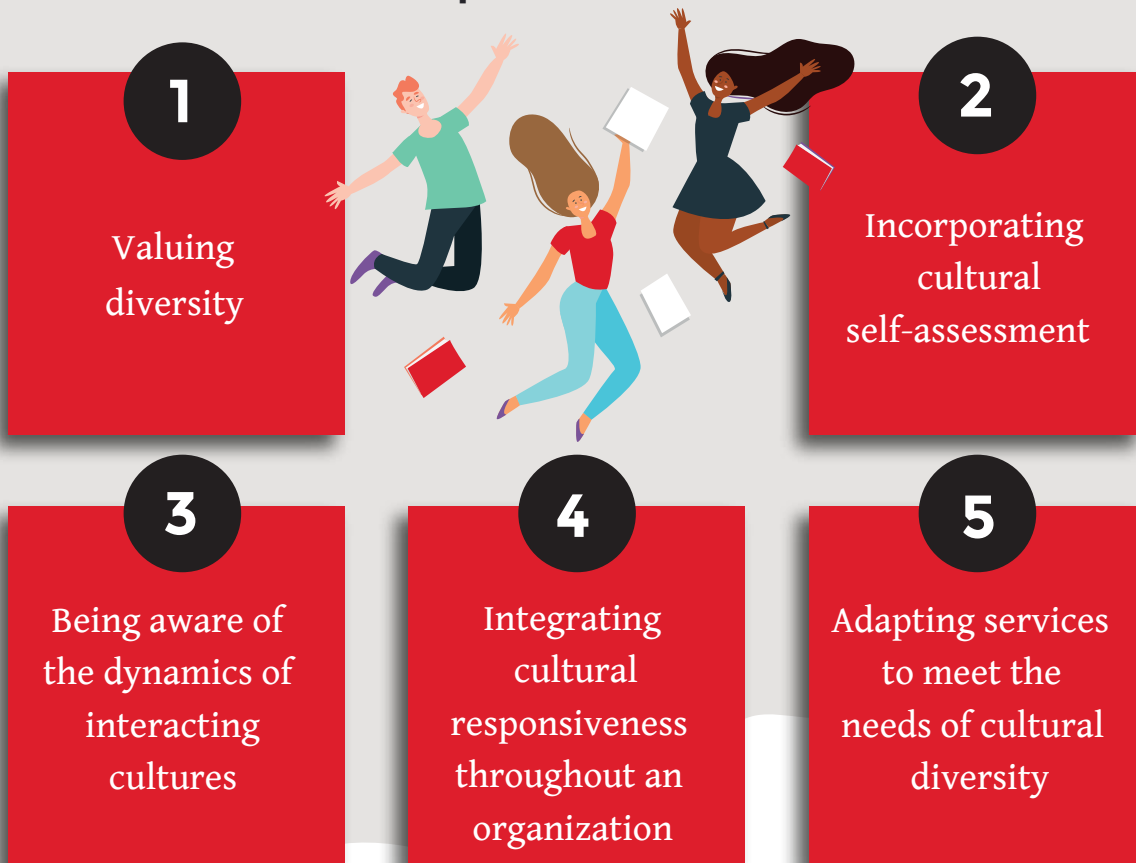 1
Valuing
diversity
2
Incorporating
cultural
self-assessment
3
Being aware of
the dynamics of
interacting
cultures
4
Integrating
cultural
responsiveness
throughout an
organization
5
Adapting services
to meet the
needs of cultural
diversity